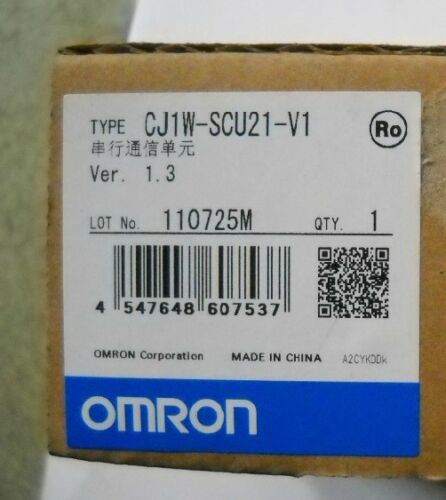 TYPE CJ1W-SCU21-V1
Ro
串行通信单元
Ver. 1.3
LOT No. 110725M QTY. 1
4 547648 607537
OMRON Corporation MADE IN CHINA A2CYKDDk
OMRON